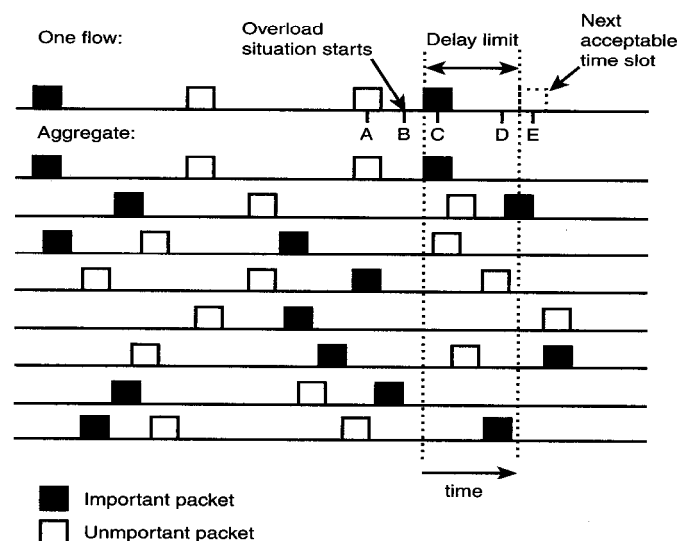 One flow:
Overload
situation starts
Delay limit
Next
acceptable
time slot
A B C D E
Aggregate:
time
Important packet
Unmportant packet